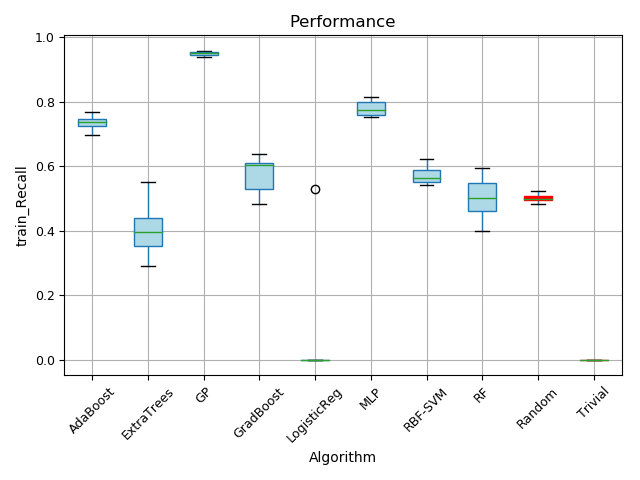 Performance
1.0
0.8
0.6
0.4
0.2
0.0
train_Recall
AdaBoost
ExtraTrees
GP
GradBoost
LogisticReg
MLP
RBF-SVM
RF
Random
Trivial
Algorithm